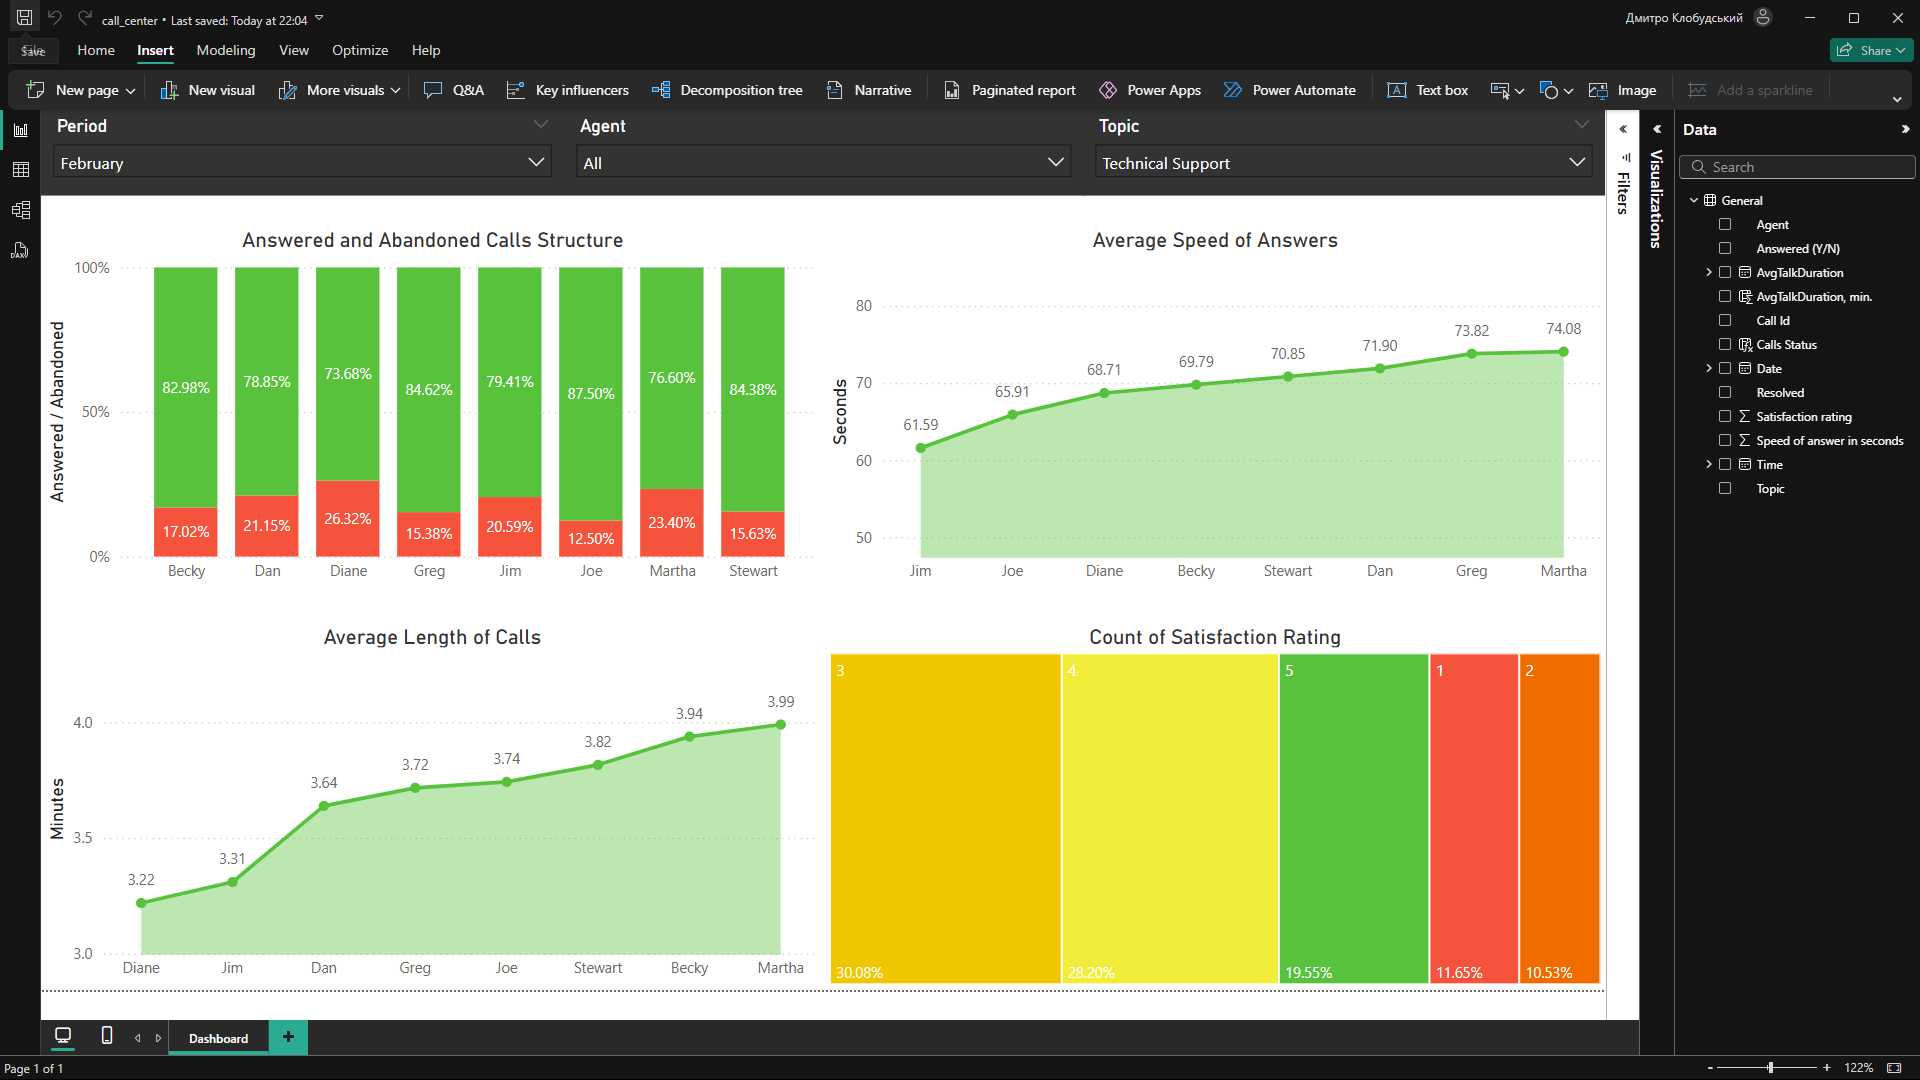 call_center • Last saved: Today at 22:04
Дмитро Клобудський
Save
Home
Insert
Modeling
View
Optimize
Help
Share
New page
New visual
More visuals
Q&A
Key influencers
Decomposition tree
Narrative
Paginated report
Power Apps
Power Automate
Text box
Image
Add a sparkline
Period
February
Agent
All
Topic
Technical Support
Filters
Visualizations
Data
Search
General
Agent
Answered (Y/N)
AvgTalkDuration
AvgTalkDuration, min.
Call Id
Calls Status
Date
Resolved
Satisfaction rating
Speed of answer in seconds
Time
Topic
Answered and Abandoned Calls Structure
Answered / Abandoned
100%
50%
0%
82.98%
78.85%
73.68%
84.62%
79.41%
87.50%
76.60%
84.38%
17.02%
21.15%
26.32%
15.38%
20.59%
12.50%
23.40%
15.63%
Becky
Dan
Diane
Greg
Jim
Joe
Martha
Stewart
Average Speed of Answers
Seconds
80
70
60
50
61.59
65.91
68.71
69.79
70.85
71.90
73.82
74.08
Jim
Joe
Diane
Becky
Stewart
Dan
Greg
Martha
Average Length of Calls
Minutes
4.0
3.5
3.0
3.22
3.31
3.64
3.72
3.74
3.82
3.94
3.99
Diane
Jim
Dan
Greg
Joe
Stewart
Becky
Martha
Count of Satisfaction Rating
3
4
5
1
2
30.08%
28.20%
19.55%
11.65%
10.53%
Dashboard
Page 1 of 1
122%